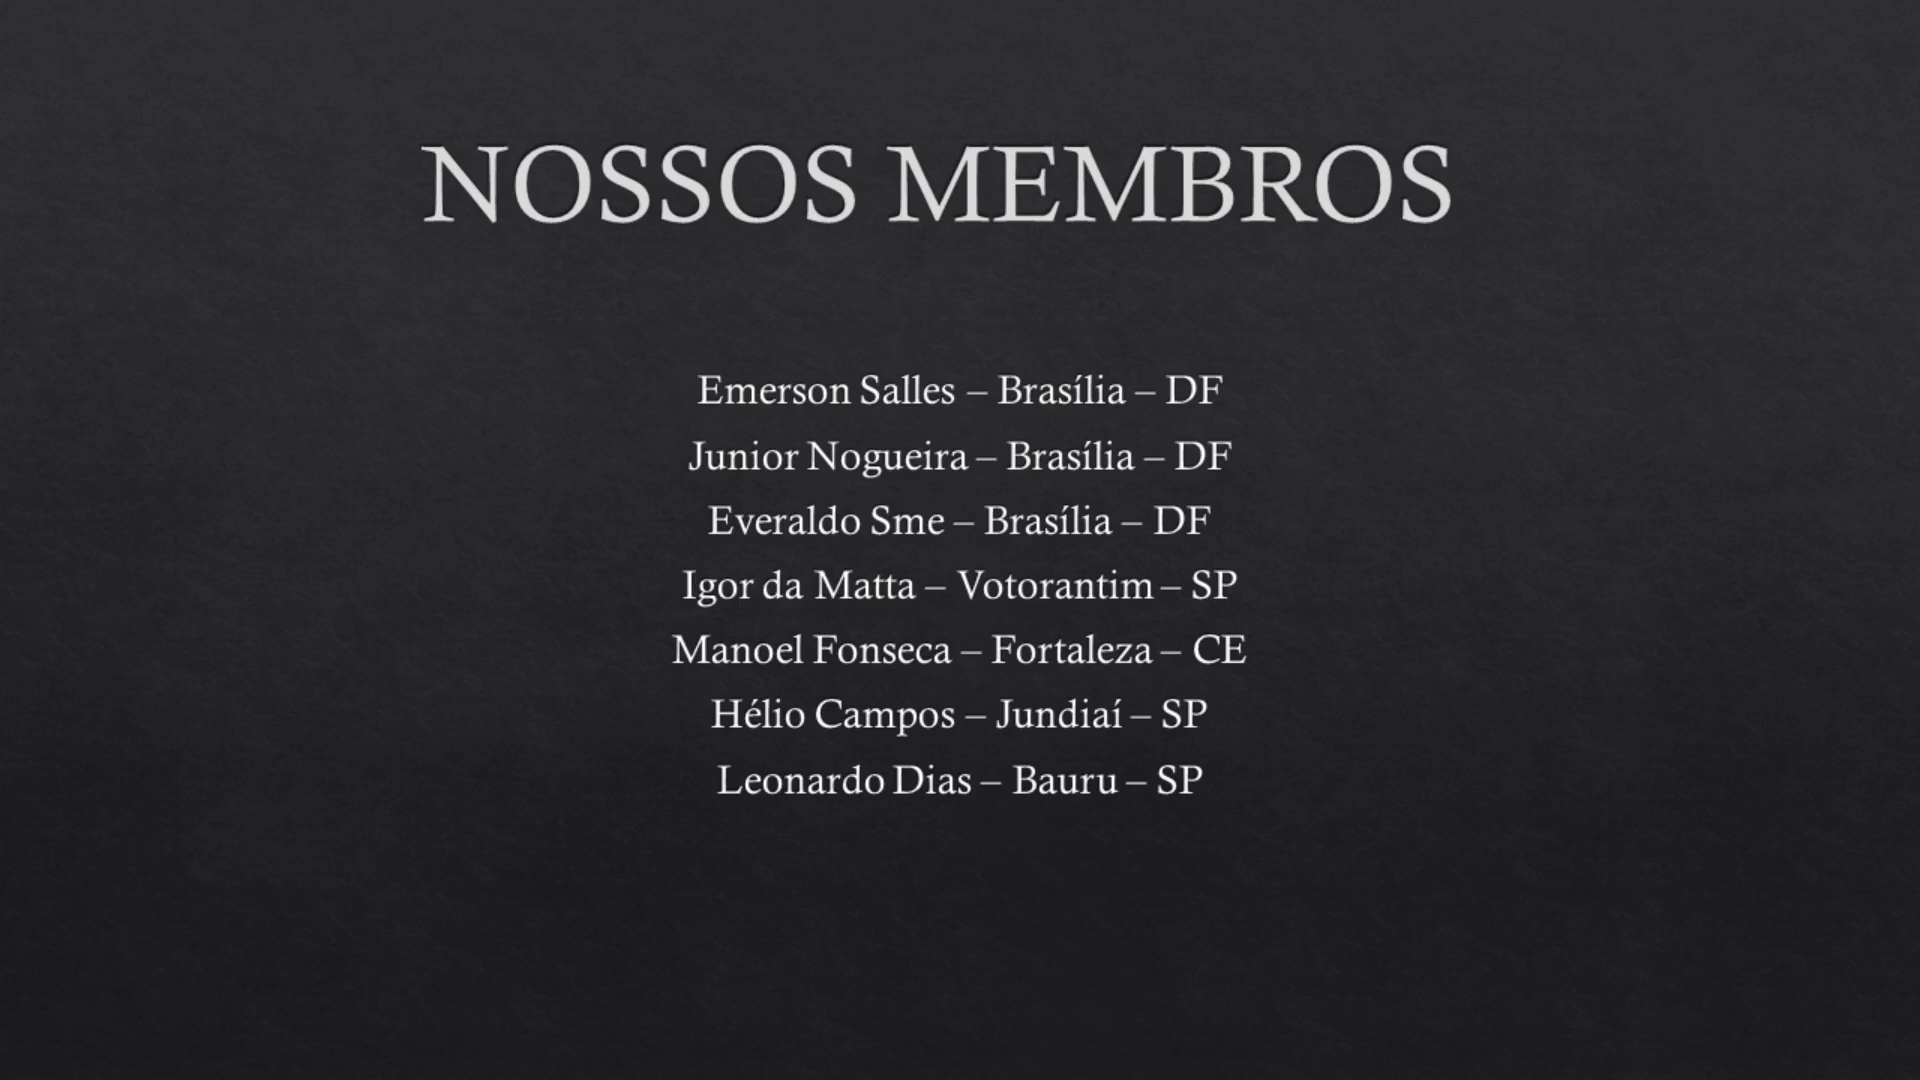 NOSSOS MEMBROS
Emerson Salles – Brasília – DF
Junior Nogueira – Brasília – DF
Everaldo Sme – Brasília – DF
Igor da Matta – Votorantim – SP
Manoel Fonseca – Fortaleza – CE
Hélio Campos – Jundiaí – SP
Leonardo Dias – Bauru – SP